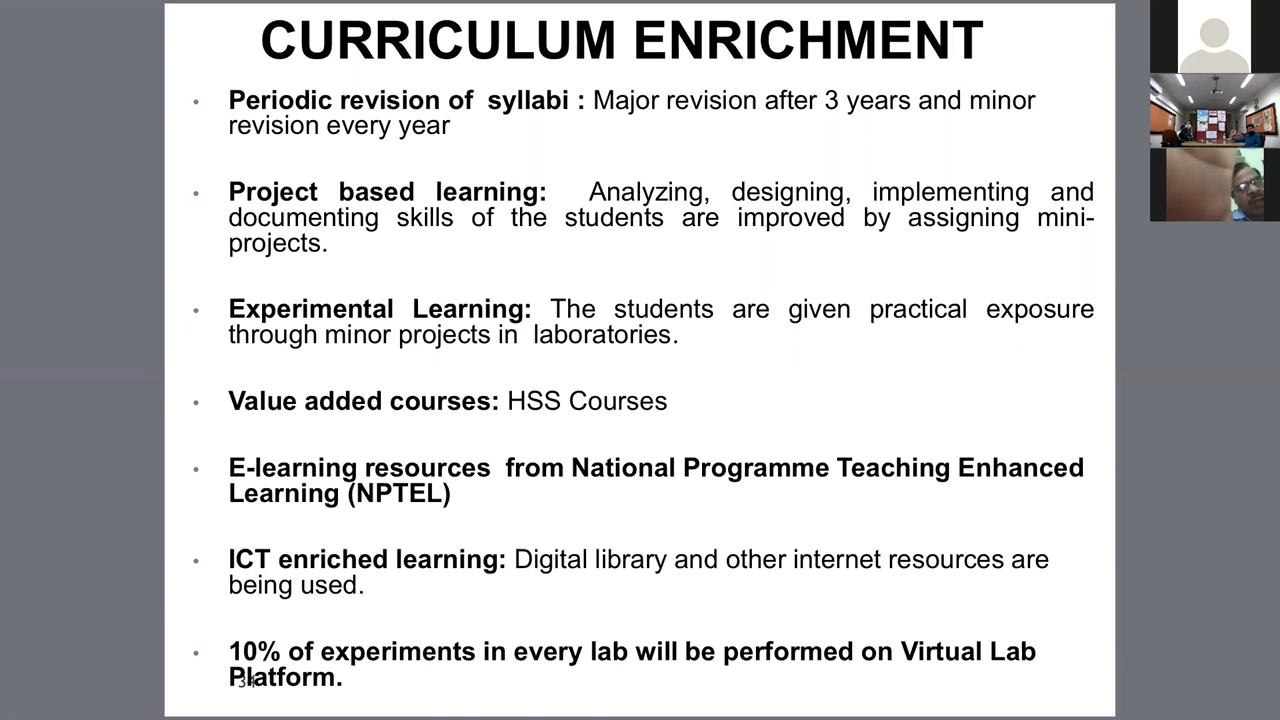 CURRICULUM ENRICHMENT
• Periodic revision of syllabi : Major revision after 3 years and minor
revision every year
• Project based learning: Analyzing, designing, implementing and
documenting skills of the students are improved by assigning mini-
projects.
• Experimental Learning: The students are given practical exposure
through minor projects in laboratories.
• Value added courses: HSS Courses
• E-learning resources from National Programme Teaching Enhanced
Learning (NPTEL)
• ICT enriched learning: Digital library and other internet resources are
being used.
• 10% of experiments in every lab will be performed on Virtual Lab
Platform.